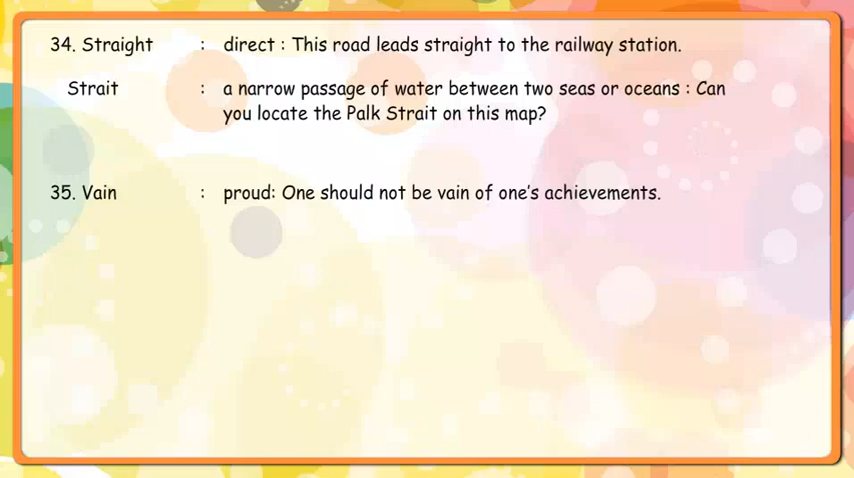 34. Straight : direct : This road leads straight to the railway station.
Strait : a narrow passage of water between two seas or oceans : Can
you locate the Palk Strait on this map?
35. Vain : proud: One should not be vain of one's achievements.